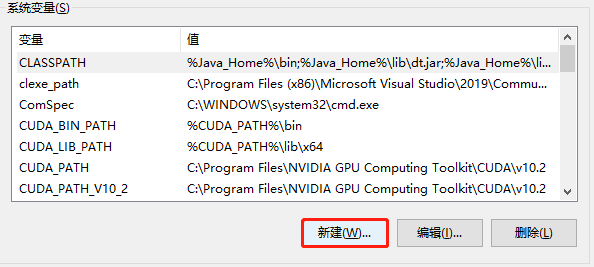 系统变量(S)
变量 值
CLASSPATH %Java_Home%\bin;%Java_Home%\lib\dt.jar;%Java_Home%\li...
clexe_path C:\Program Files (x86)\Microsoft Visual Studio\2019\Commu...
ComSpec C:\WINDOWS\system32\cmd.exe
CUDA_BIN_PATH %CUDA_PATH%\bin
CUDA_LIB_PATH %CUDA_PATH%\lib\x64
CUDA_PATH C:\Program Files\NVIDIA GPU Computing Toolkit\CUDA\v10.2
CUDA_PATH_V10_2 C:\Program Files\NVIDIA GPU Computing Toolkit\CUDA\v10.2
新建(W)... 编辑(I)... 删除(L)